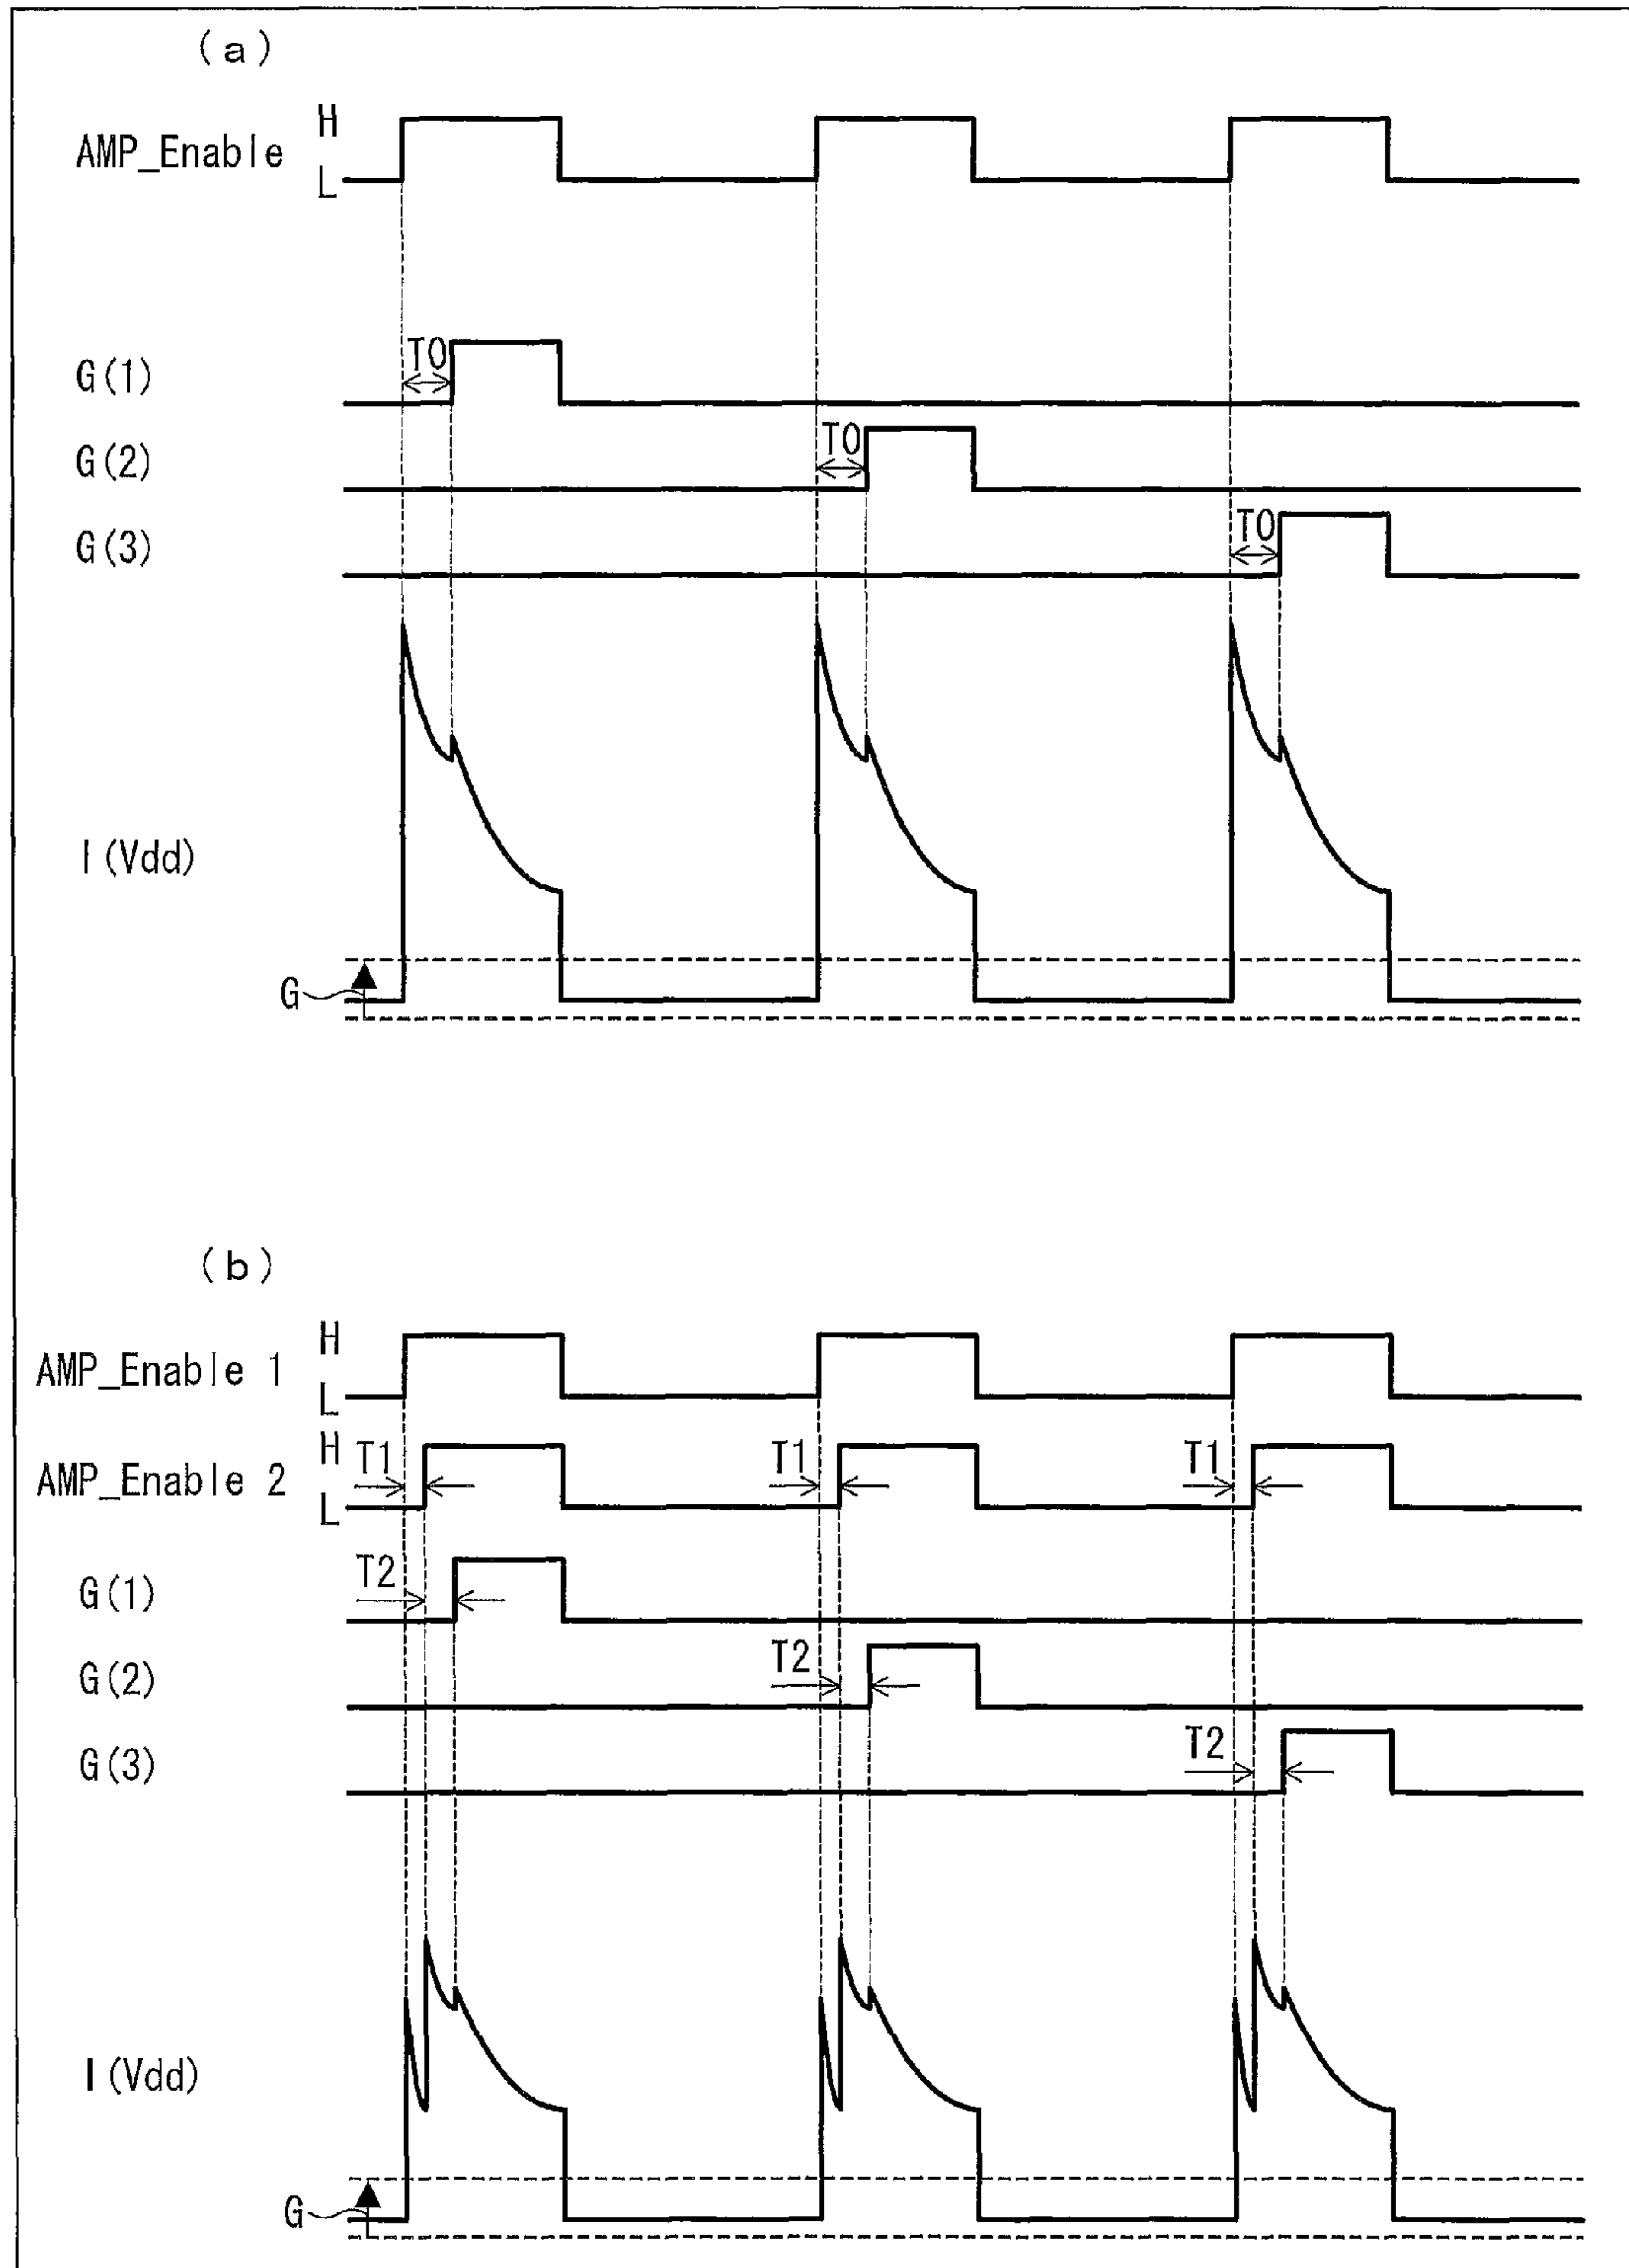 (a)
H
AMP_Enable
L
T0
G(1)
T0
G(2)
T0
G(3)
I(Vdd)
G
(b)
H
AMP_Enable 1
L
H
T1 T1 T1
AMP_Enable 2
L
T2
G(1)
T2
G(2)
T2
G(3)
I(Vdd)
G